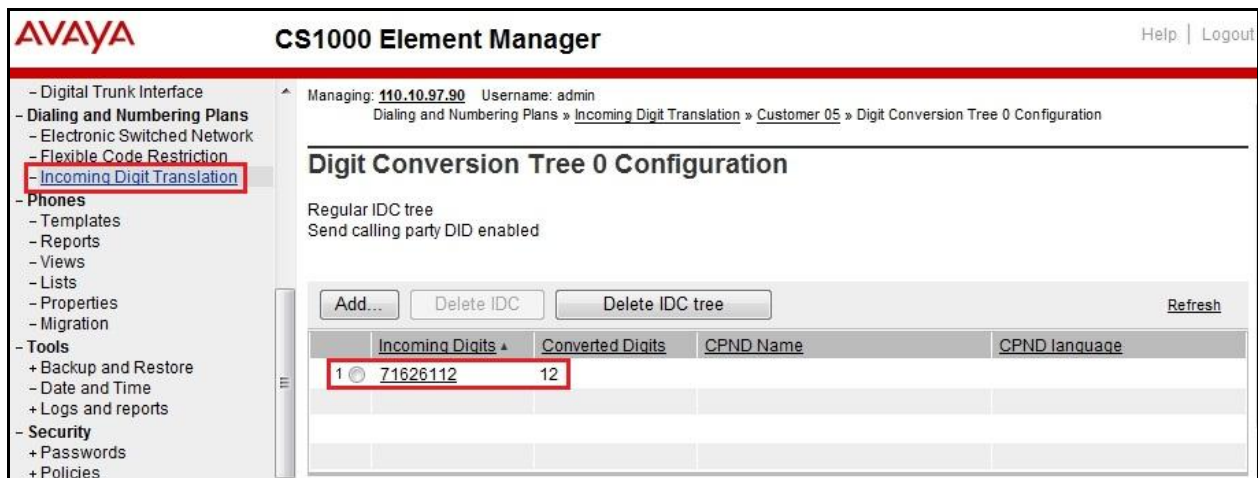 AVAYA
CS1000 Element Manager
Help | Logout
– Digital Trunk Interface
– Dialing and Numbering Plans
– Electronic Switched Network
– Flexible Code Restriction
– Incoming Digit Translation
– Phones
– Templates
– Reports
– Views
– Lists
– Properties
– Migration
– Tools
+ Backup and Restore
– Date and Time
+ Logs and reports
– Security
+ Passwords
+ Policies
Managing: 110.10.97.90 Username: admin
Dialing and Numbering Plans » Incoming Digit Translation » Customer 05 » Digit Conversion Tree 0 Configuration
Digit Conversion Tree 0 Configuration
Regular IDC tree
Send calling party DID enabled
Add... Delete IDC Delete IDC tree Refresh
Incoming Digits Converted Digits CPND Name CPND language
1 71626112 12